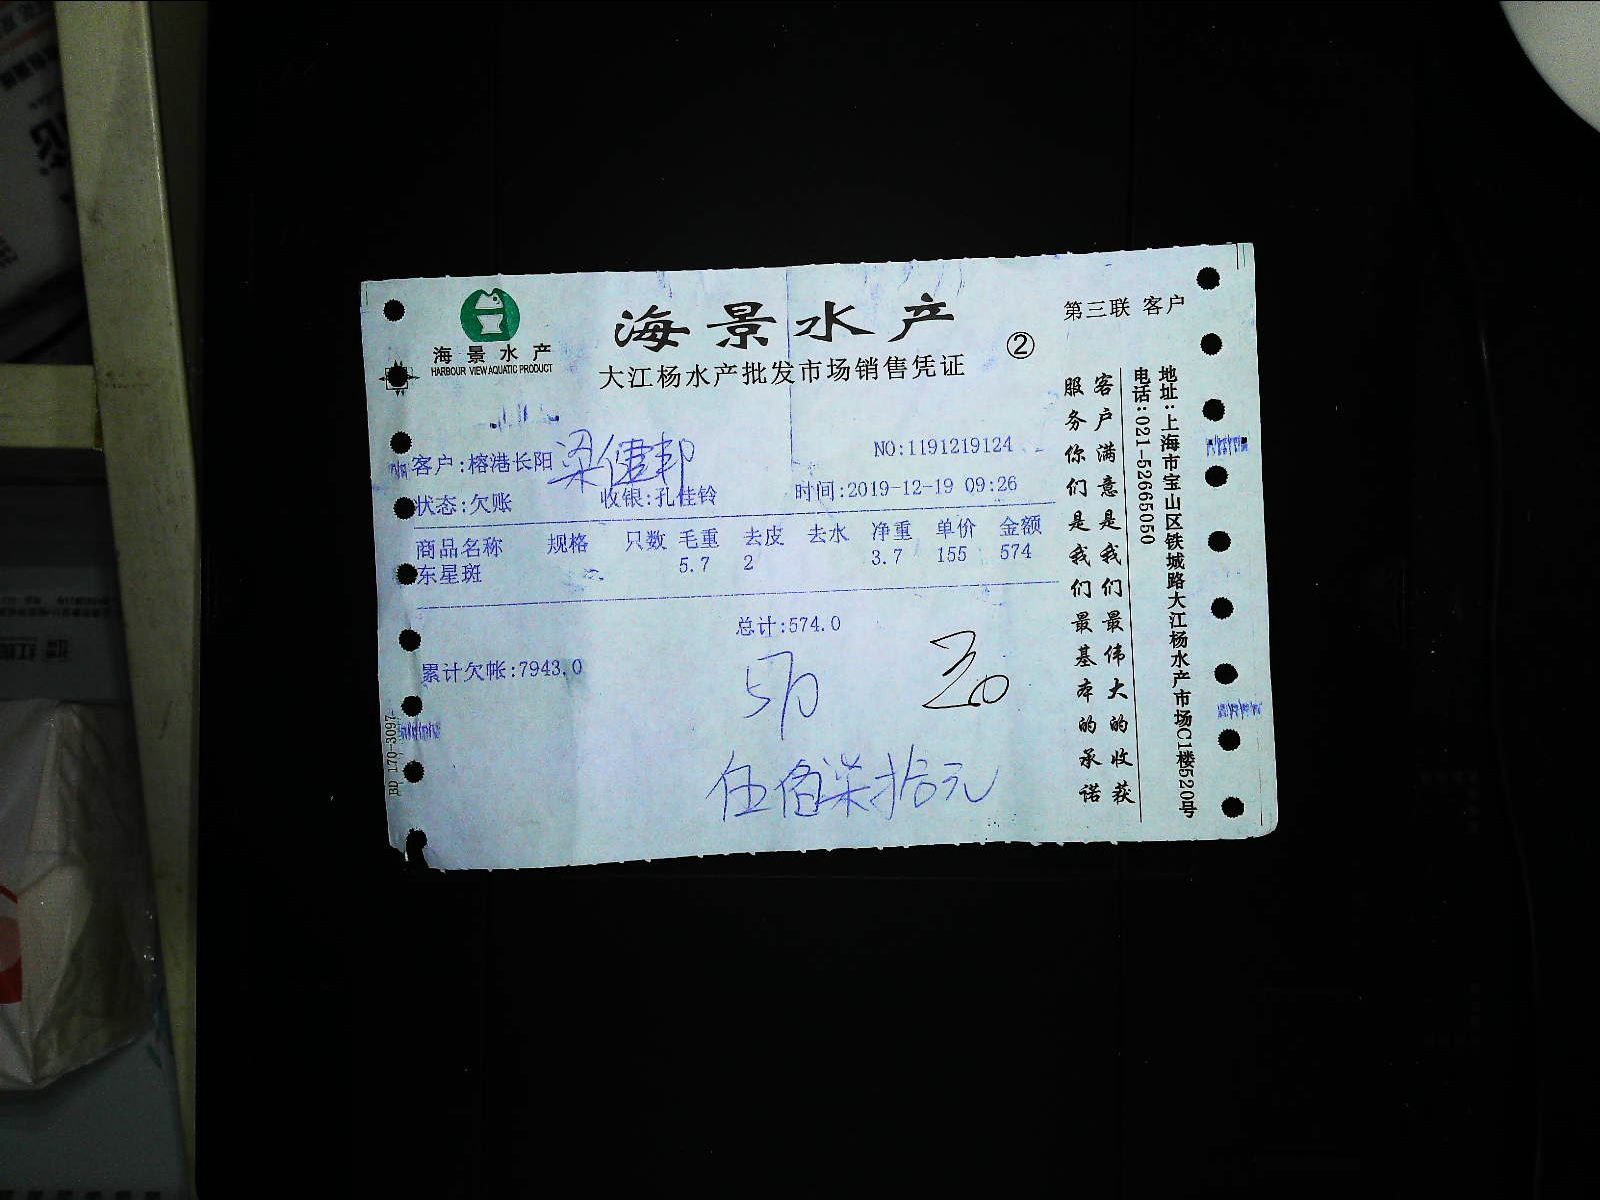 海景水产
HARBOUR VIEW AQUATIC PRODUCT
海景水产
大江杨水产批发市场销售凭证
②
第三联 客户
客户:榕港长阳 梁健邦
NO:1191219124
状态:欠账 收银:孔佳铃 时间:2019-12-19 09:26
商品名称 规格 只数 毛重 去皮 去水 净重 单价 金额
东星斑 5.7 2 3.7 155 574
总计:574.0
累计欠帐:7943.0
570
伍佰柒拾元
客户满意是我们最伟大的收获
服务你们是我们最基本的承诺
地址:上海市宝山区铁城路大江杨水产市场C1楼520号
电话:021-52665050
BD 170-3097-